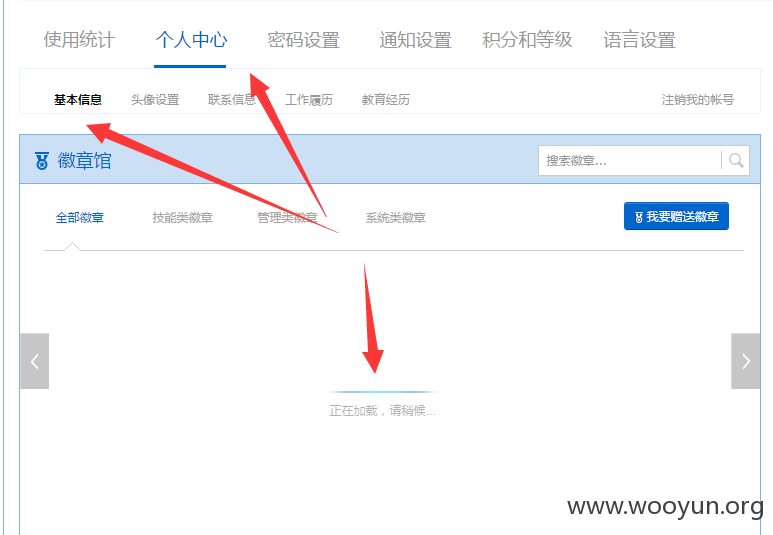 使用统计 个人中心 密码设置 通知设置 积分和等级 语言设置
基本信息 头像设置 联系信息 工作履历 教育经历 注销我的帐号
徽章馆 搜索徽章...
全部徽章 技能类徽章 管理类徽章 系统类徽章 我要赠送徽章
正在加载，请稍候...
www.wooyun.org